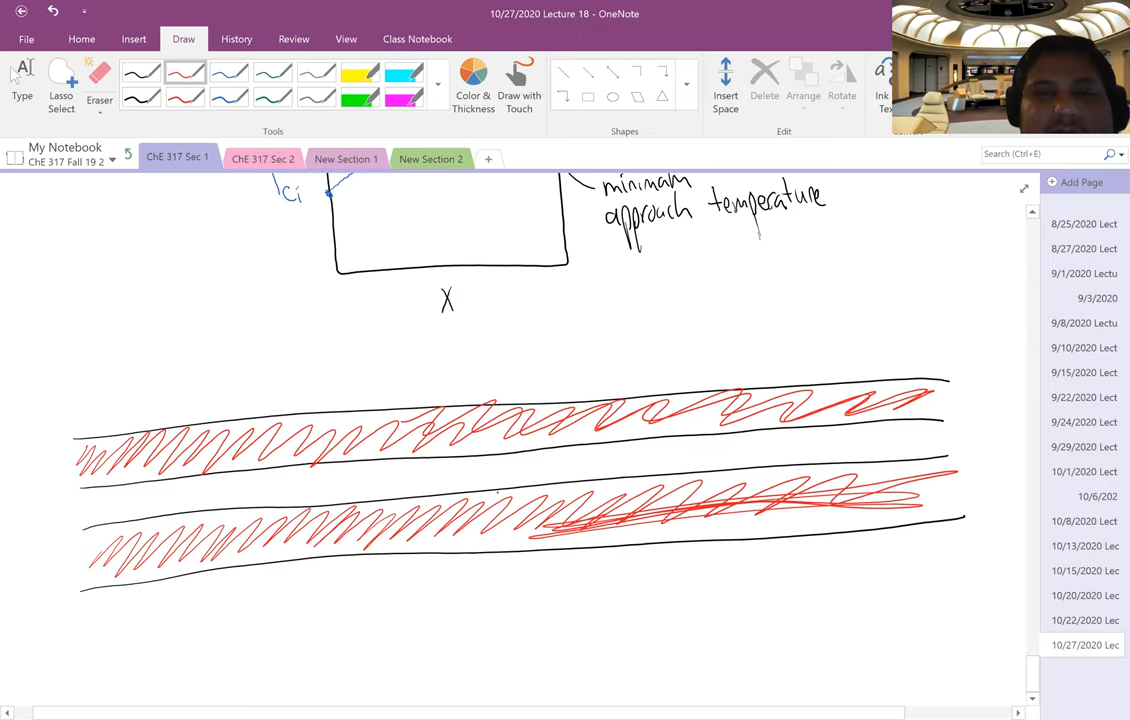 10/27/2020 Lecture 18 - OneNote
File
Home
Insert
Draw
History
Review
View
Class Notebook
Type
Lasso
Select
Eraser
Color &
Thickness
Draw with
Touch
Insert
Space
Delete
Arrange
Rotate
Ink
Tex
Tools
Shapes
Edit
My Notebook
ChE 317 Fall 19 2
ChE 317 Sec 1
ChE 317 Sec 2
New Section 1
New Section 2
Search (Ctrl+E)
Add Page
8/25/2020 Lect
8/27/2020 Lect
9/1/2020 Lectu
9/3/2020
9/8/2020 Lectu
9/10/2020 Lect
9/15/2020 Lect
9/22/2020 Lect
9/24/2020 Lect
9/29/2020 Lect
10/1/2020 Lect
10/6/202
10/8/2020 Lect
10/13/2020 Lec
10/15/2020 Lec
10/20/2020 Lec
10/22/2020 Lec
10/27/2020 Lec
Ci
minimum
approach temperature
X